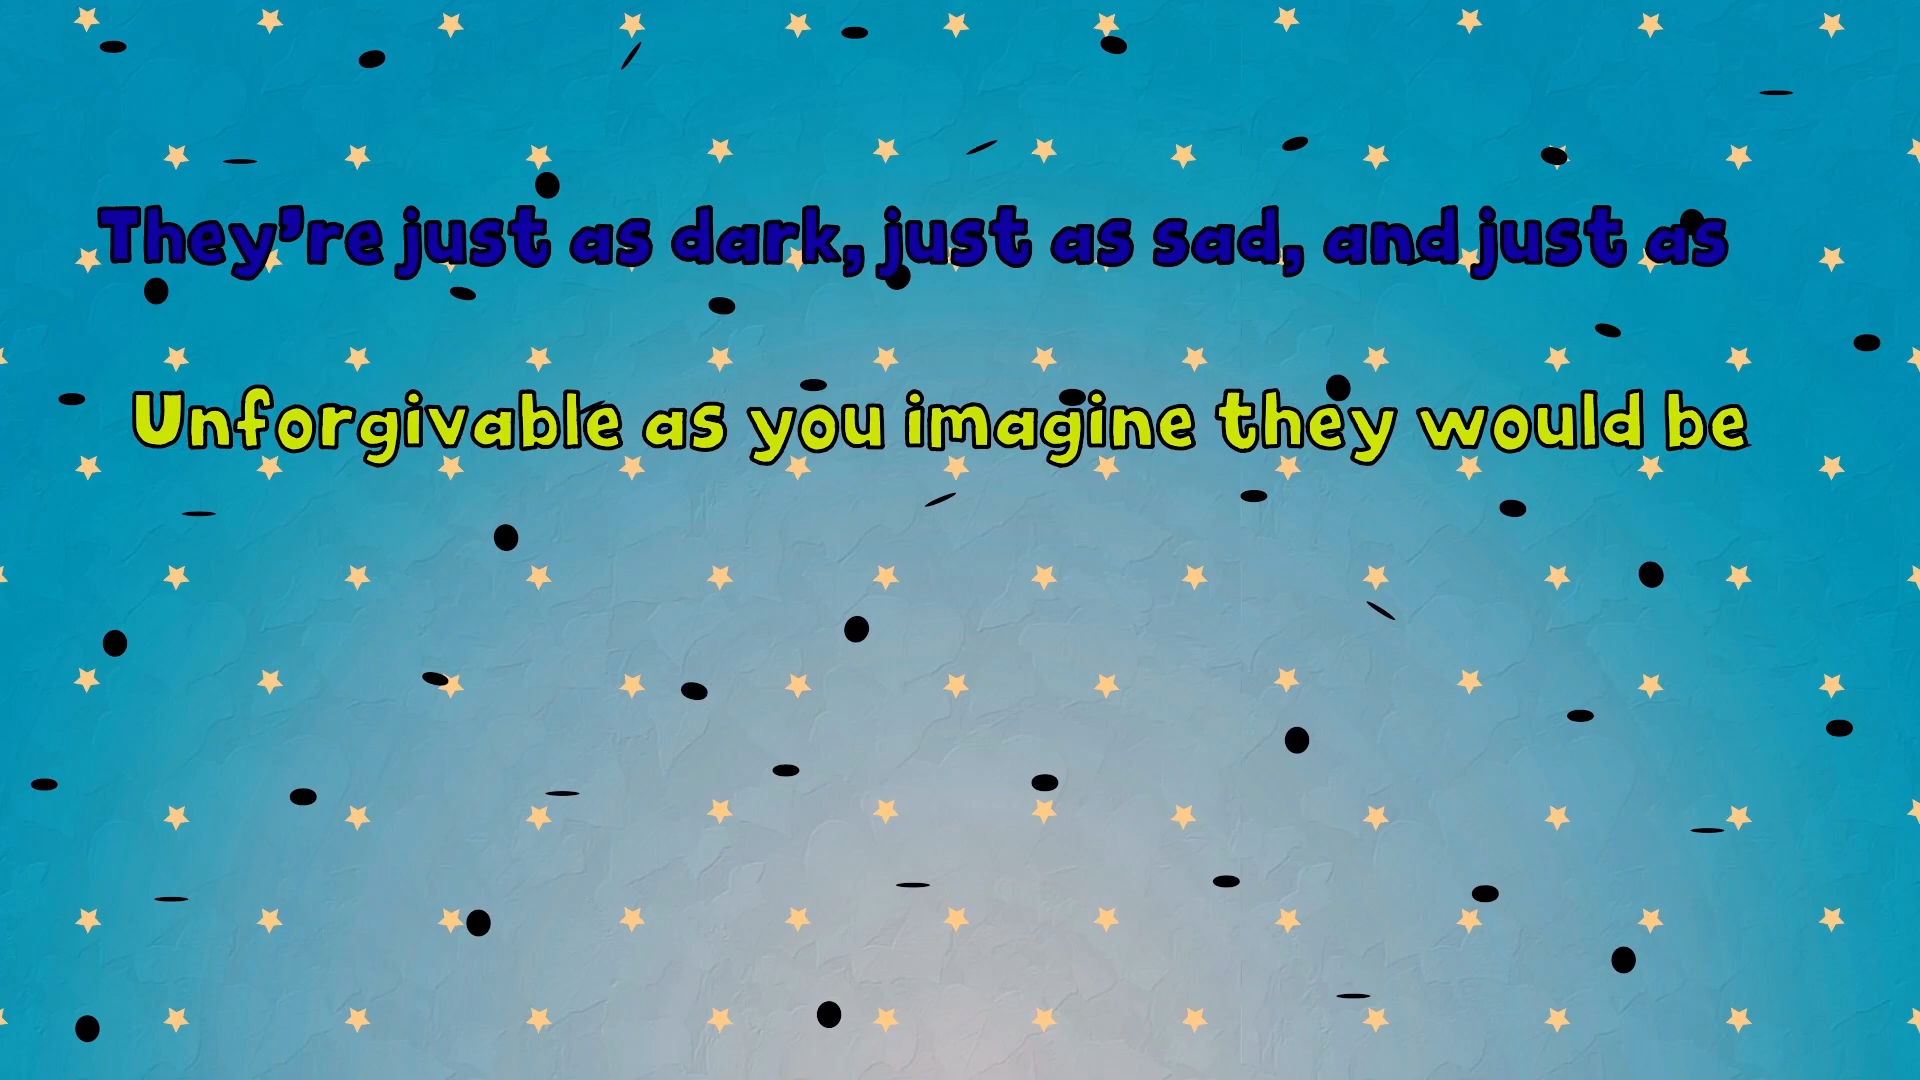 They're just as dark, just as sad, and just as
Unforgivable as you imagine they would be